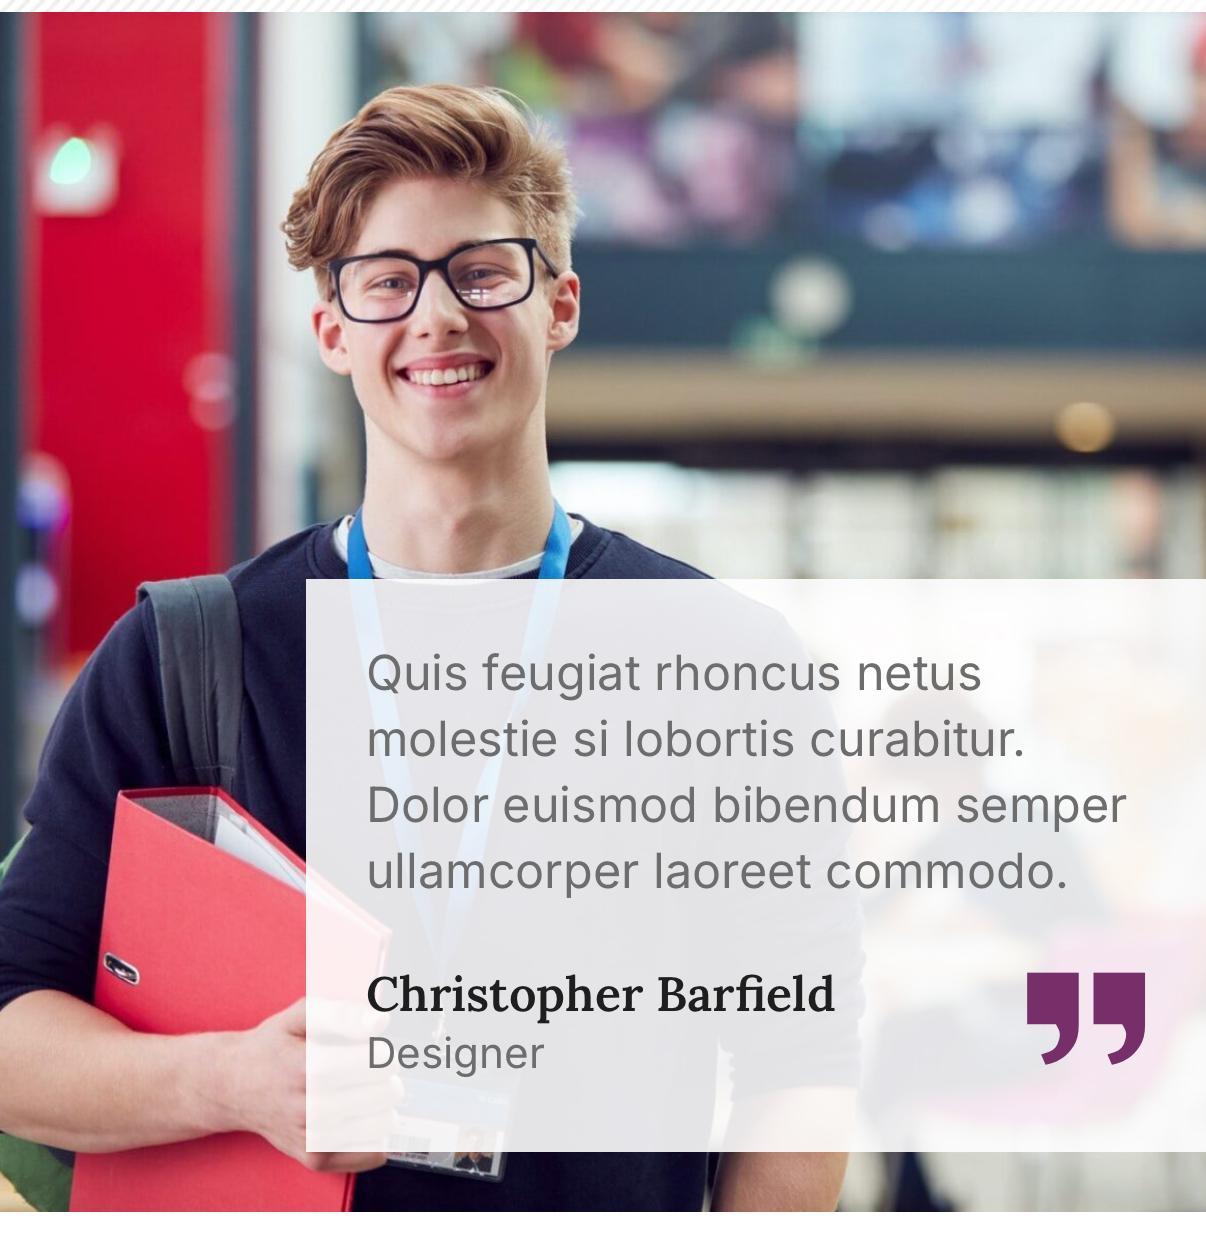 Quis feugiat rhoncus netus
molestie si lobortis curabitur.
Dolor euismod bibendum semper
ullamcorper laoreet commodo.
Christopher Barfield
Designer